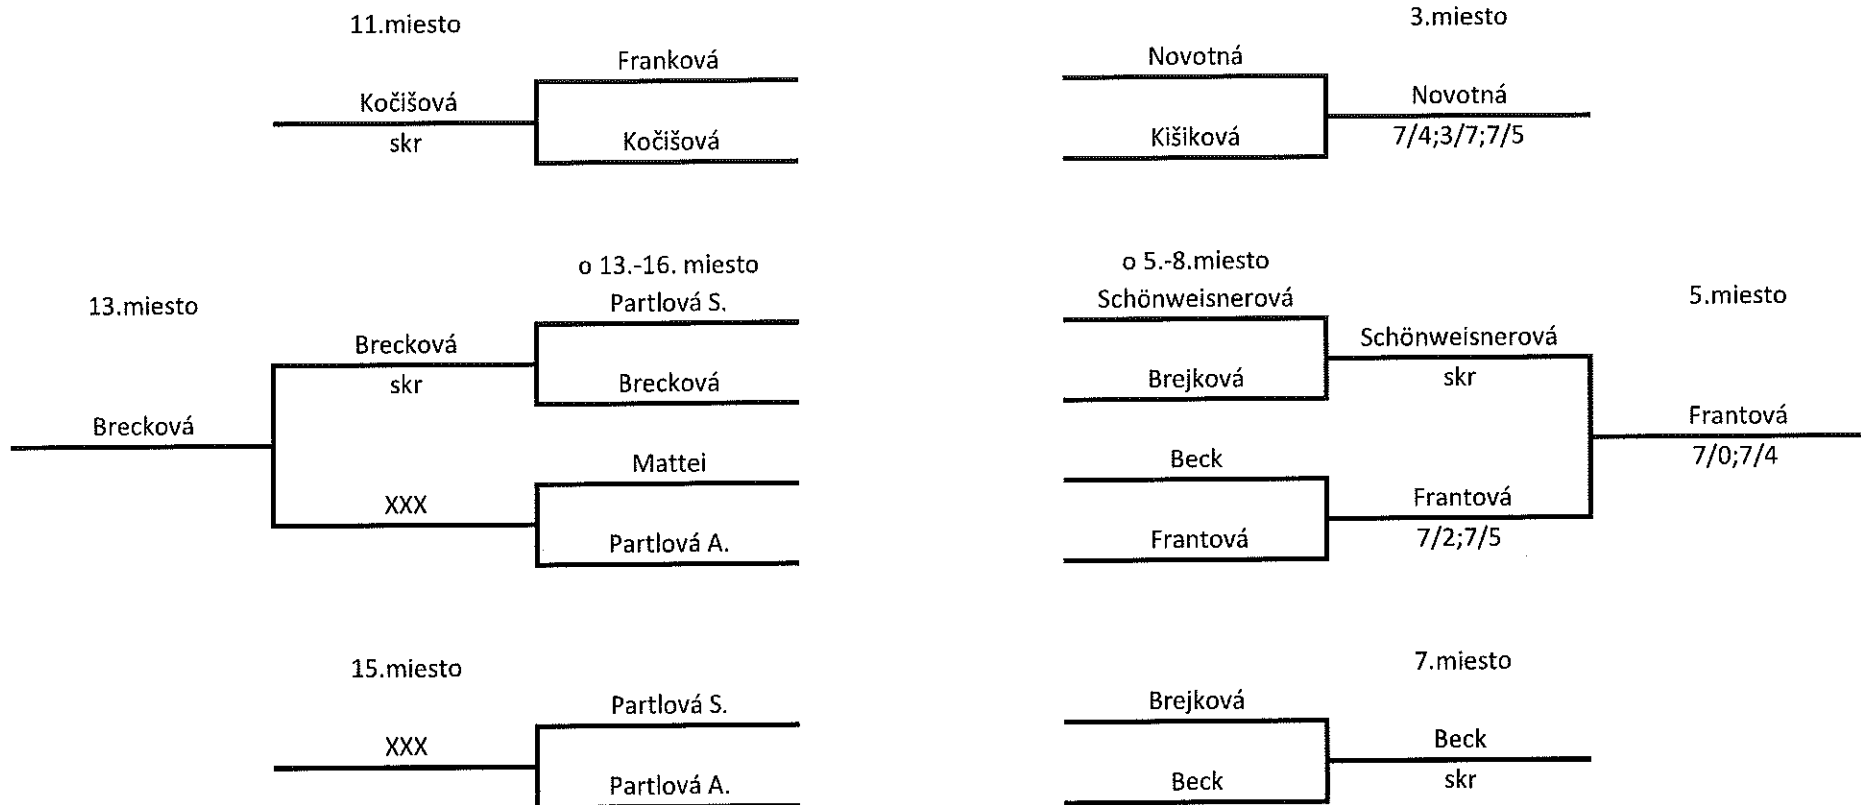 11.miesto
Franková
Kočišová
skr
Kočišová
3.miesto
Novotná
Novotná
7/4;3/7;7/5
Kišiková
13.miesto
o 13.-16. miesto
Partlová S.
Brecková
skr
Brecková
Brecková
Mattei
XXX
Partlová A.
o 5.-8.miesto
Schönweisnerová
5.miesto
Schönweisnerová
skr
Brejková
Frantová
7/0;7/4
Beck
Frantová
7/2;7/5
Frantová
15.miesto
Partlová S.
XXX
Partlová A.
7.miesto
Brejková
Beck
skr
Beck